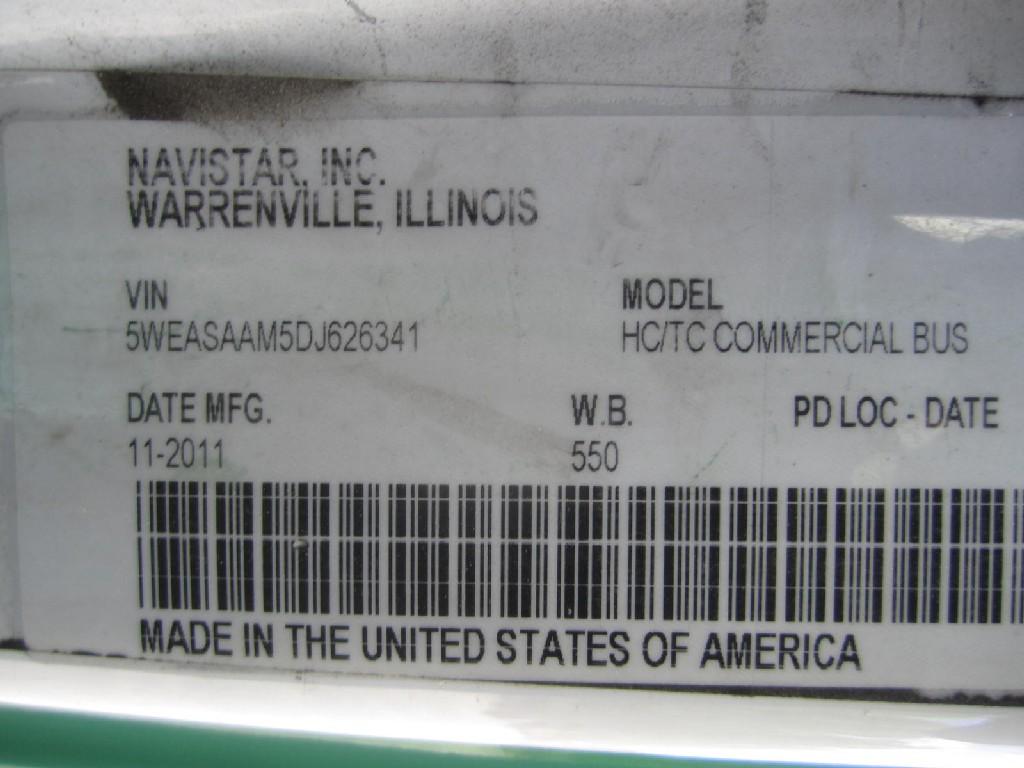 NAVISTAR, INC.
WARRENVILLE, ILLINOIS
VIN
5WEASAAM5DJ626341
MODEL
HC/TC COMMERCIAL BUS
DATE MFG.
11-2011
W.B.
550
PD LOC - DATE
MADE IN THE UNITED STATES OF AMERICA